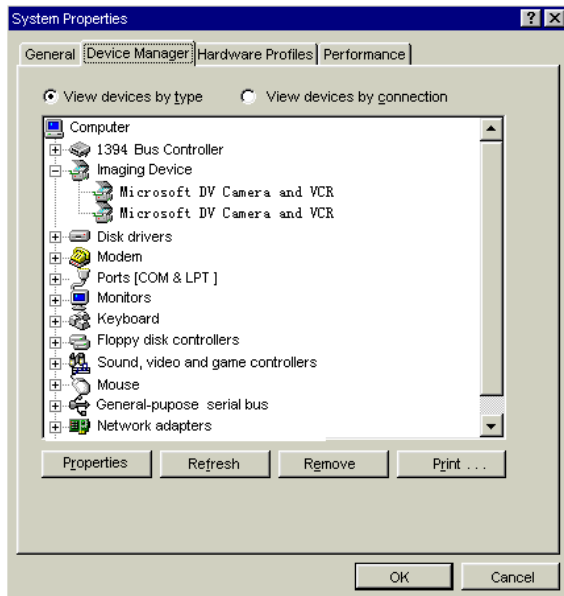 System Properties
General Device Manager Hardware Profiles Performance
View devices by type View devices by connection
Computer
1394 Bus Controller
Imaging Device
Microsoft DV Camera and VCR
Microsoft DV Camera and VCR
Disk drivers
Modem
Ports [COM & LPT ]
Monitors
Keyboard
Floppy disk controllers
Sound, video and game controllers
Mouse
General-pupose serial bus
Network adapters
Properties Refresh Remove Print . . .
OK Cancel